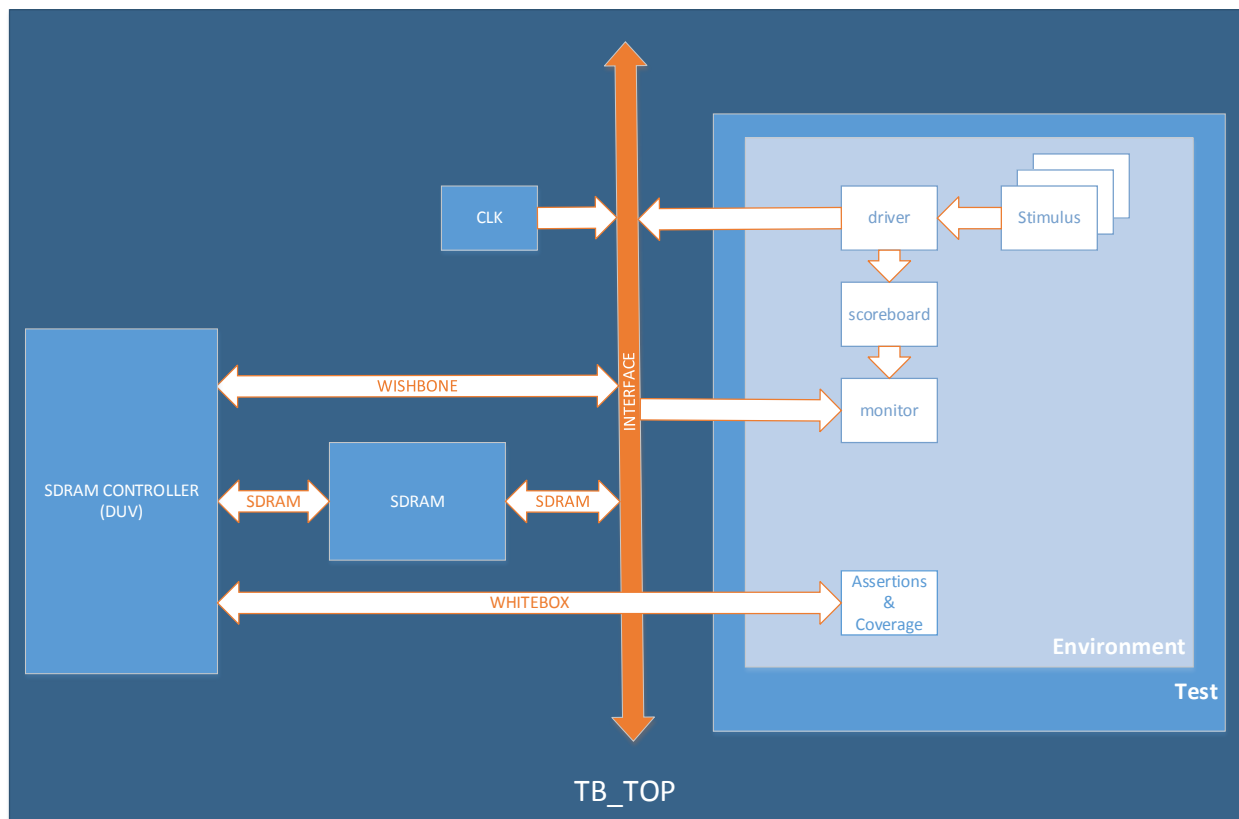 CLK
driver
Stimulus
scoreboard
WISHBONE
INTERFACE
monitor
SDRAM CONTROLLER
(DUV)
SDRAM
SDRAM
SDRAM
WHITEBOX
Assertions
&
Coverage
Environment
Test
TB_TOP